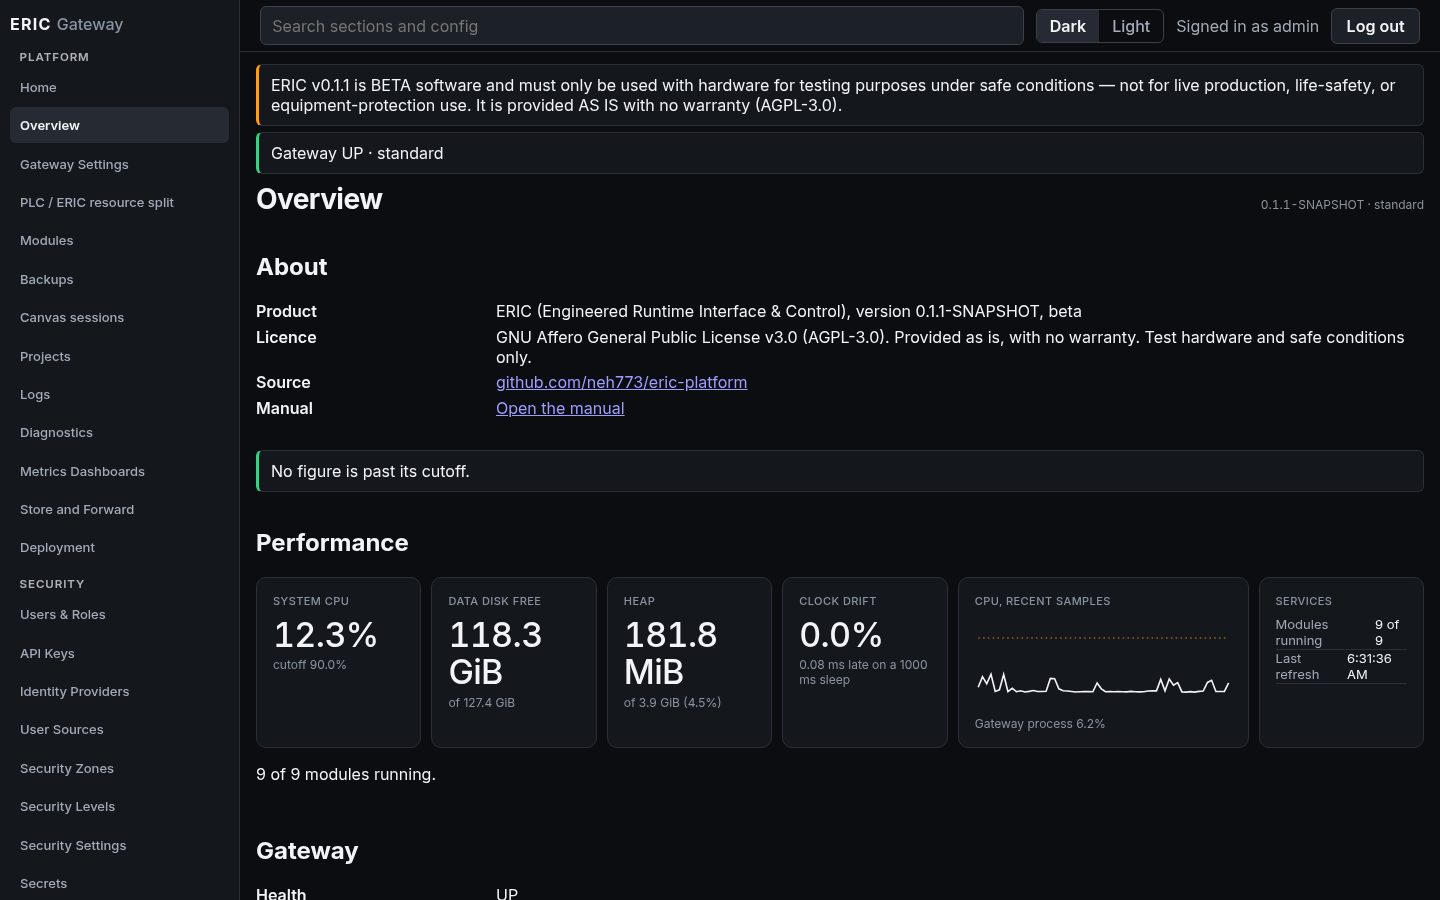 ERIC Gateway
PLATFORM
Home
Overview
Gateway Settings
PLC / ERIC resource split
Modules
Backups
Canvas sessions
Projects
Logs
Diagnostics
Metrics Dashboards
Store and Forward
Deployment
SECURITY
Users & Roles
API Keys
Identity Providers
User Sources
Security Zones
Security Levels
Security Settings
Secrets
Search sections and config
Dark
Light
Signed in as admin
Log out
ERIC v0.1.1 is BETA software and must only be used with hardware for testing purposes under safe conditions — not for live production, life-safety, or
equipment-protection use. It is provided AS IS with no warranty (AGPL-3.0).
Gateway UP · standard
Overview
0.1.1-SNAPSHOT · standard
About
Product
ERIC (Engineered Runtime Interface & Control), version 0.1.1-SNAPSHOT, beta
Licence
GNU Affero General Public License v3.0 (AGPL-3.0). Provided as is, with no warranty. Test hardware and safe conditions
only.
Source
github.com/neh773/eric-platform
Manual
Open the manual
No figure is past its cutoff.
Performance
SYSTEM CPU
12.3%
cutoff 90.0%
DATA DISK FREE
118.3
GiB
of 127.4 GiB
HEAP
181.8
MiB
of 3.9 GiB (4.5%)
CLOCK DRIFT
0.0%
0.08 ms late on a 1000
ms sleep
CPU, RECENT SAMPLES
Gateway process 6.2%
SERVICES
Modules
running
9 of
9
Last
refresh
6:31:36
AM
9 of 9 modules running.
Gateway
Health
UP